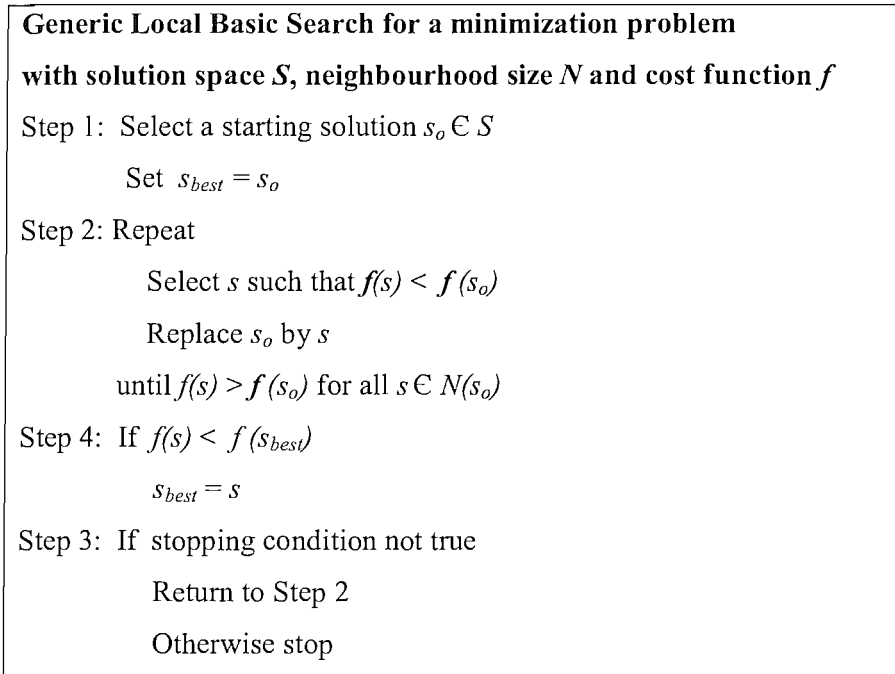 Generic Local Basic Search for a minimization problem
with solution space S, neighbourhood size N and cost function f
Step 1: Select a starting solution s_o Є S
Set s_best = s_o
Step 2: Repeat
Select s such that f(s) < f (s_o)
Replace s_o by s
until f(s) > f (s_o) for all s Є N(s_o)
Step 4: If f(s) < f (s_best)
s_best = s
Step 3: If stopping condition not true
Return to Step 2
Otherwise stop